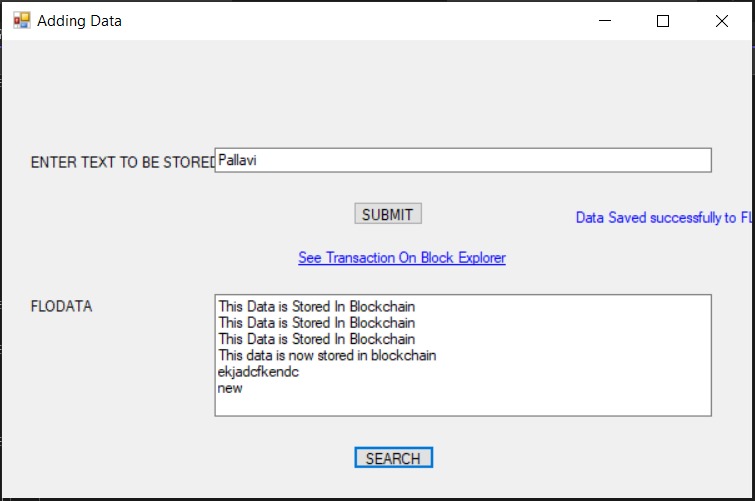 Adding Data
ENTER TEXT TO BE STORED
Pallavi
SUBMIT
Data Saved successfully to FL
See Transaction On Block Explorer
FLODATA
This Data is Stored In Blockchain
This Data is Stored In Blockchain
This Data is Stored In Blockchain
This data is now stored in blockchain
ekjadcfkendc
new
SEARCH